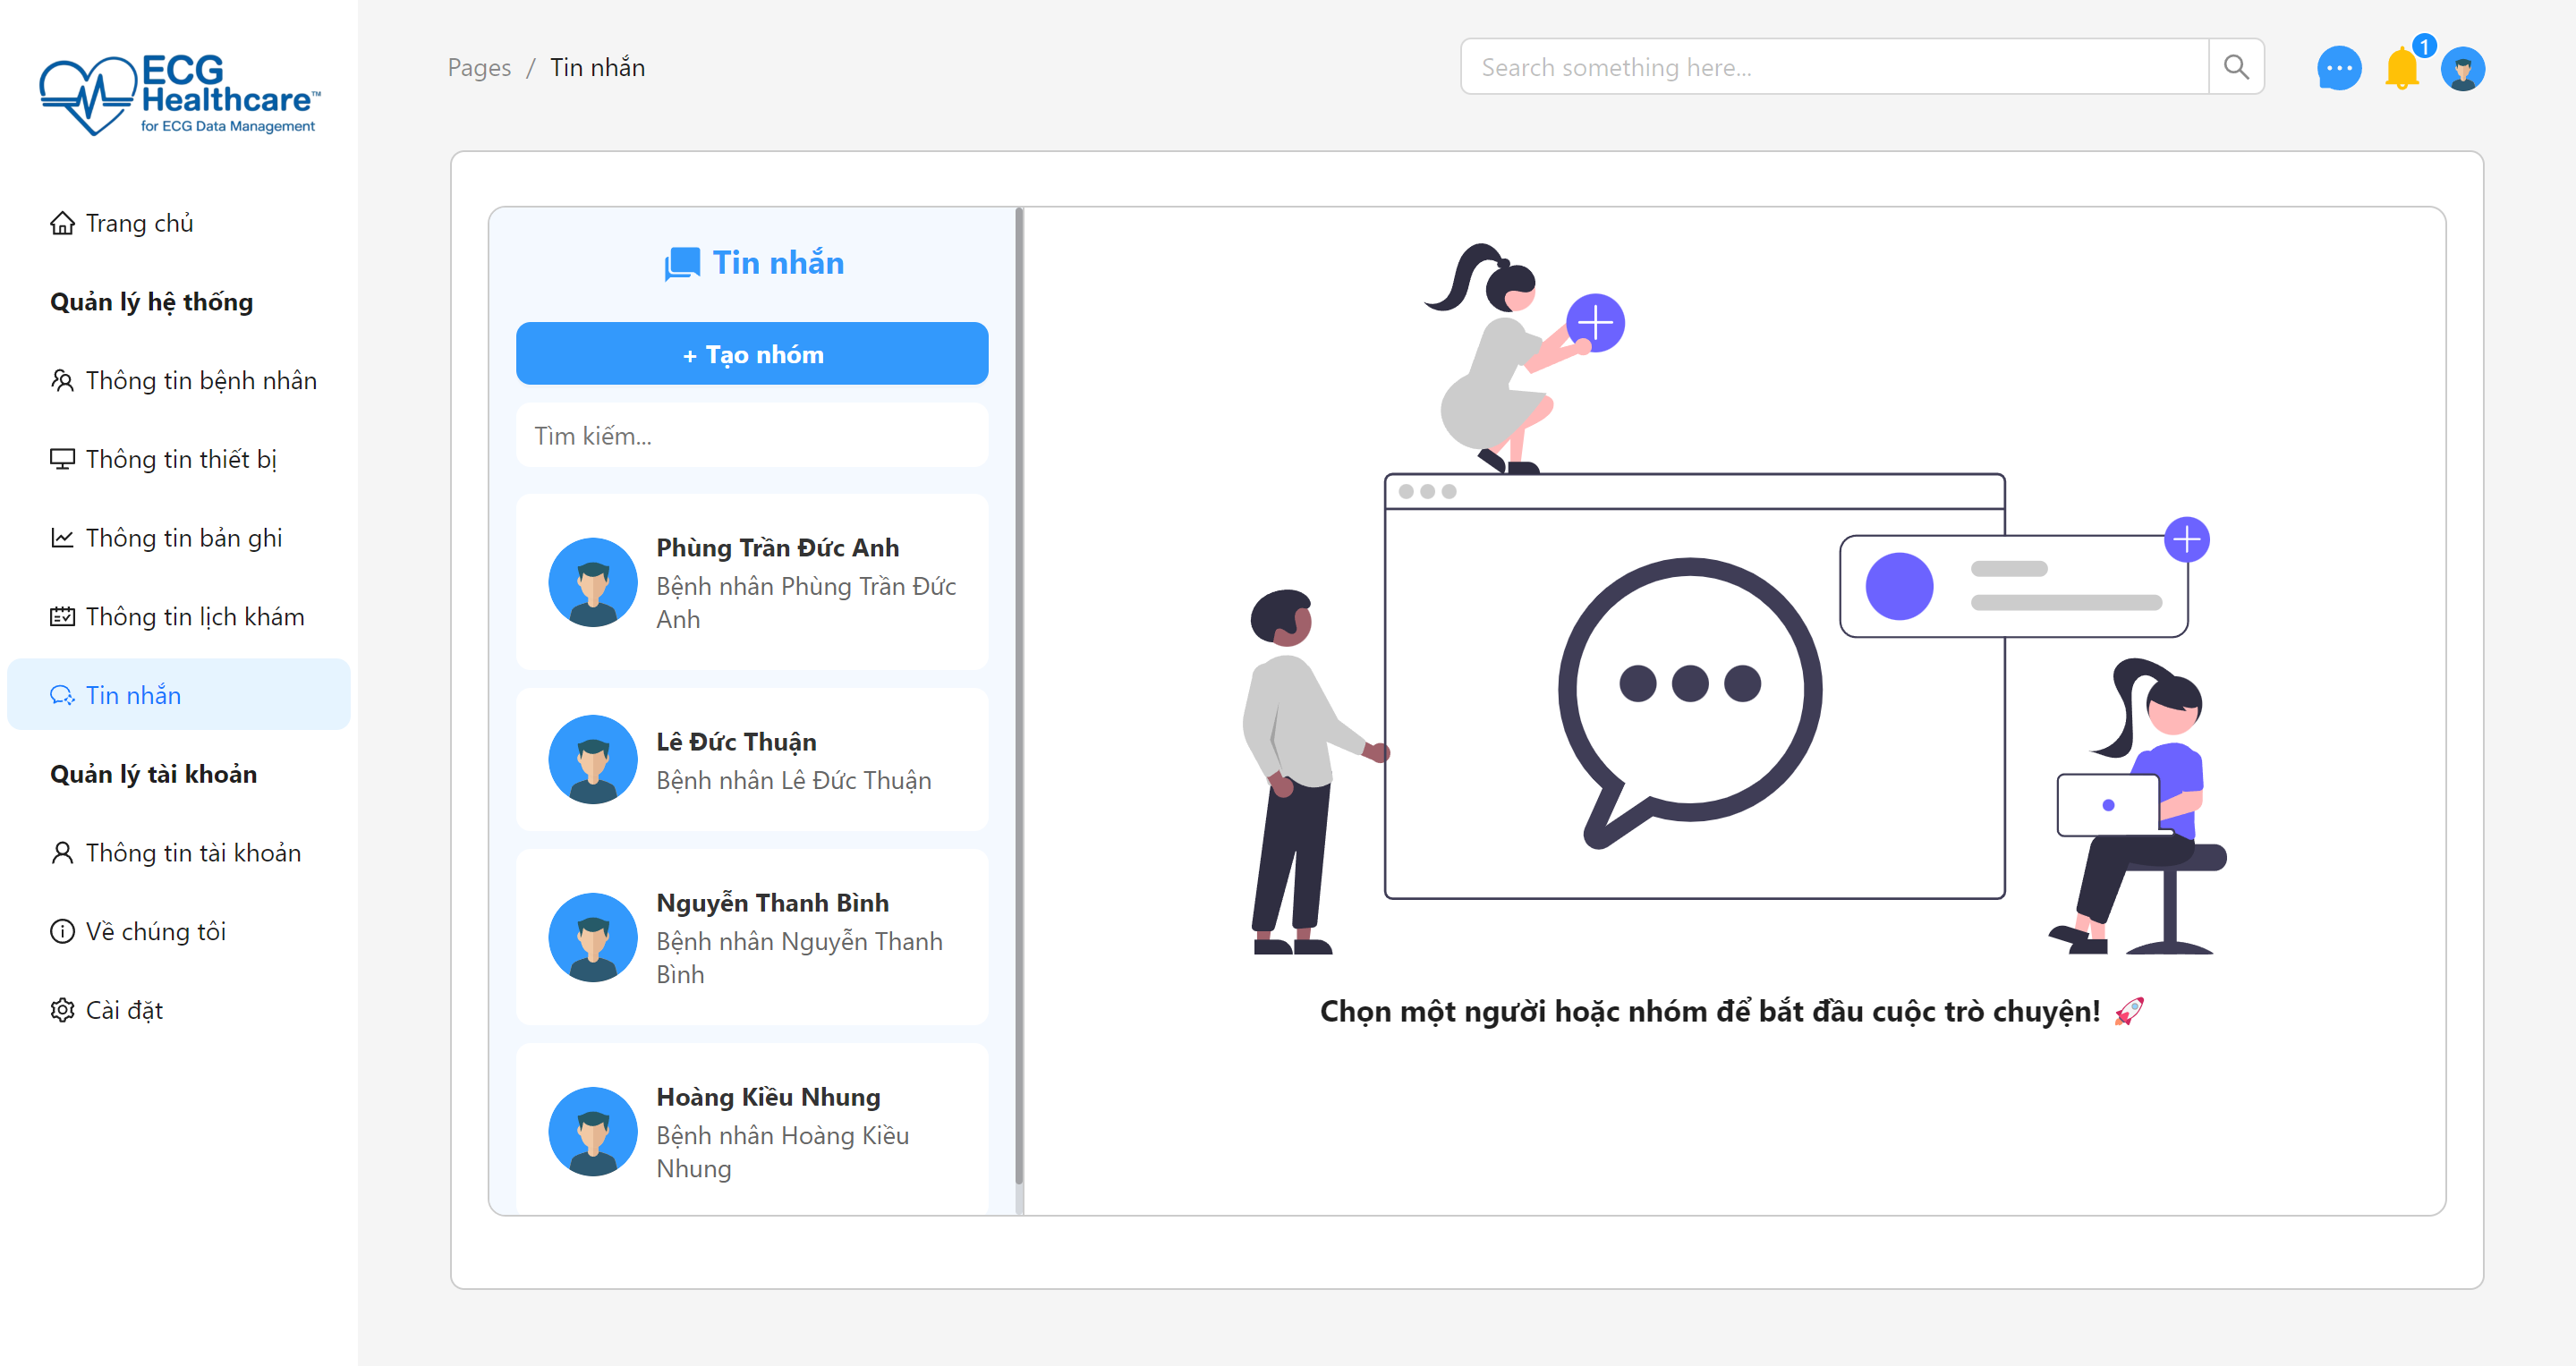 ECG
Healthcare™
for ECG Data Management
Trang chủ
Quản lý hệ thống
Thông tin bệnh nhân
Thông tin thiết bị
Thông tin bản ghi
Thông tin lịch khám
Tin nhắn
Quản lý tài khoản
Thông tin tài khoản
Về chúng tôi
Cài đặt
Pages / Tin nhắn
Search something here...
1
Tin nhắn
+ Tạo nhóm
Tìm kiếm...
Phùng Trần Đức Anh
Bệnh nhân Phùng Trần Đức
Anh
Lê Đức Thuận
Bệnh nhân Lê Đức Thuận
Nguyễn Thanh Bình
Bệnh nhân Nguyễn Thanh
Bình
Hoàng Kiều Nhung
Bệnh nhân Hoàng Kiều
Nhung
Chọn một người hoặc nhóm để bắt đầu cuộc trò chuyện! 🚀